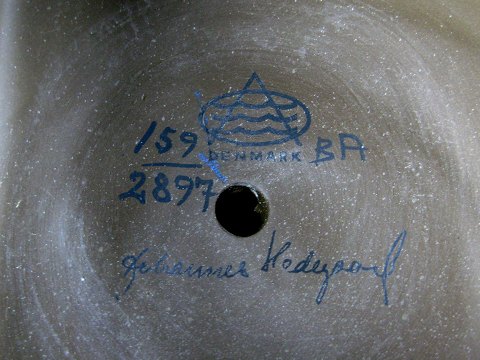 159 DENMARK BA
2897
Johannes Hedegaard